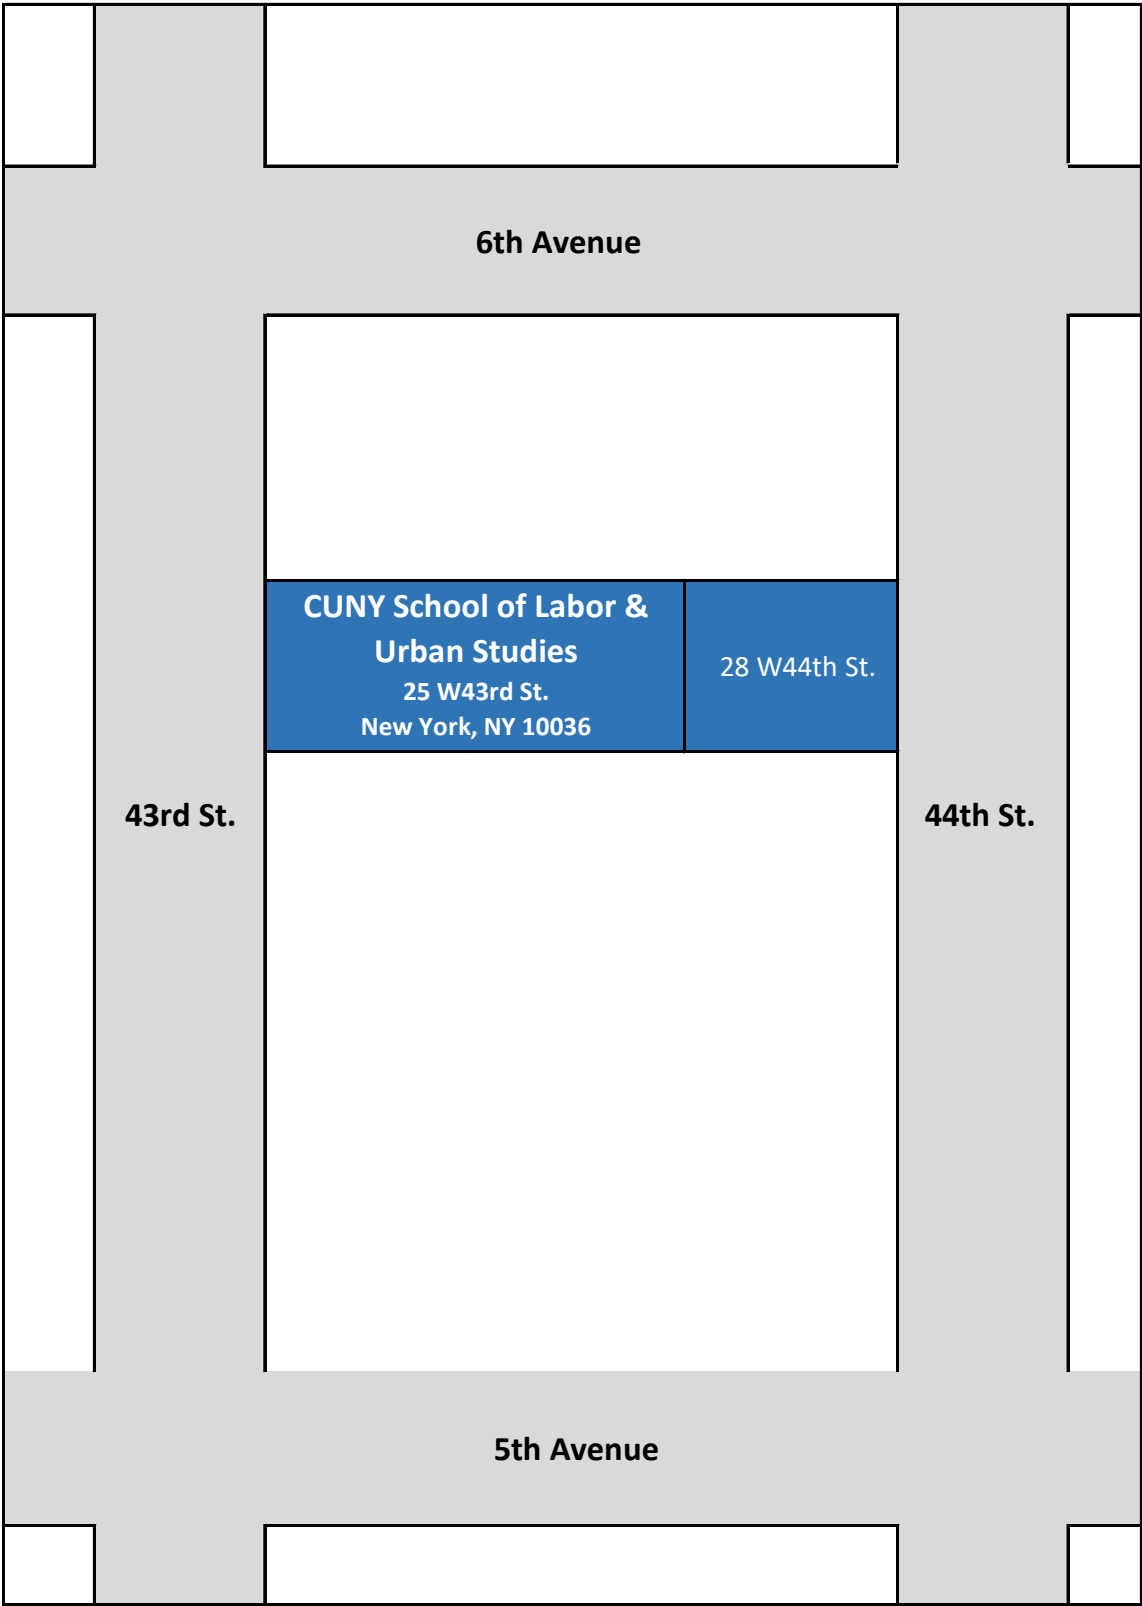 6th Avenue
CUNY School of Labor &
Urban Studies
25 W43rd St.
New York, NY 10036
28 W44th St.
43rd St.
44th St.
5th Avenue